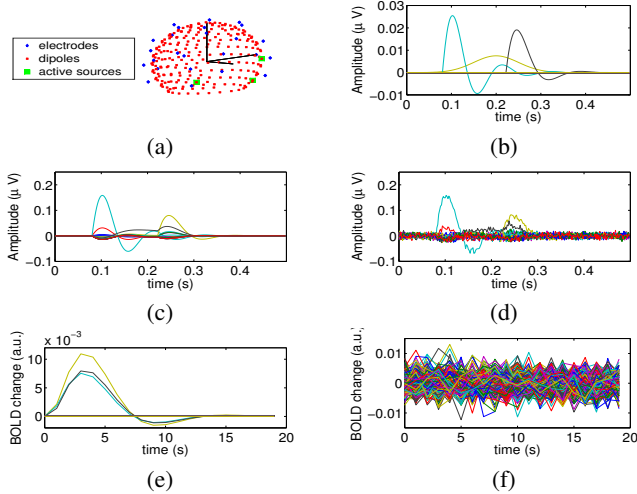 electrodes
dipoles
active sources
(a)
Amplitude (μ V)
0.03
0.02
0.01
0
−0.01
0 0.1 0.2 0.3 0.4
time (s)
(b)
Amplitude (μ V)
0.2
0.1
0
−0.1
0 0.1 0.2 0.3 0.4
time (s)
(c)
Amplitude (μ V)
0.2
0.1
0
−0.1
0 0.1 0.2 0.3 0.4
time (s)
(d)
x 10⁻³
BOLD change (a.u.)
10
5
0
0 5 10 15 20
time (s)
(e)
BOLD change (a.u.)
0.01
0
−0.01
0 5 10 15 20
time (s)
(f)